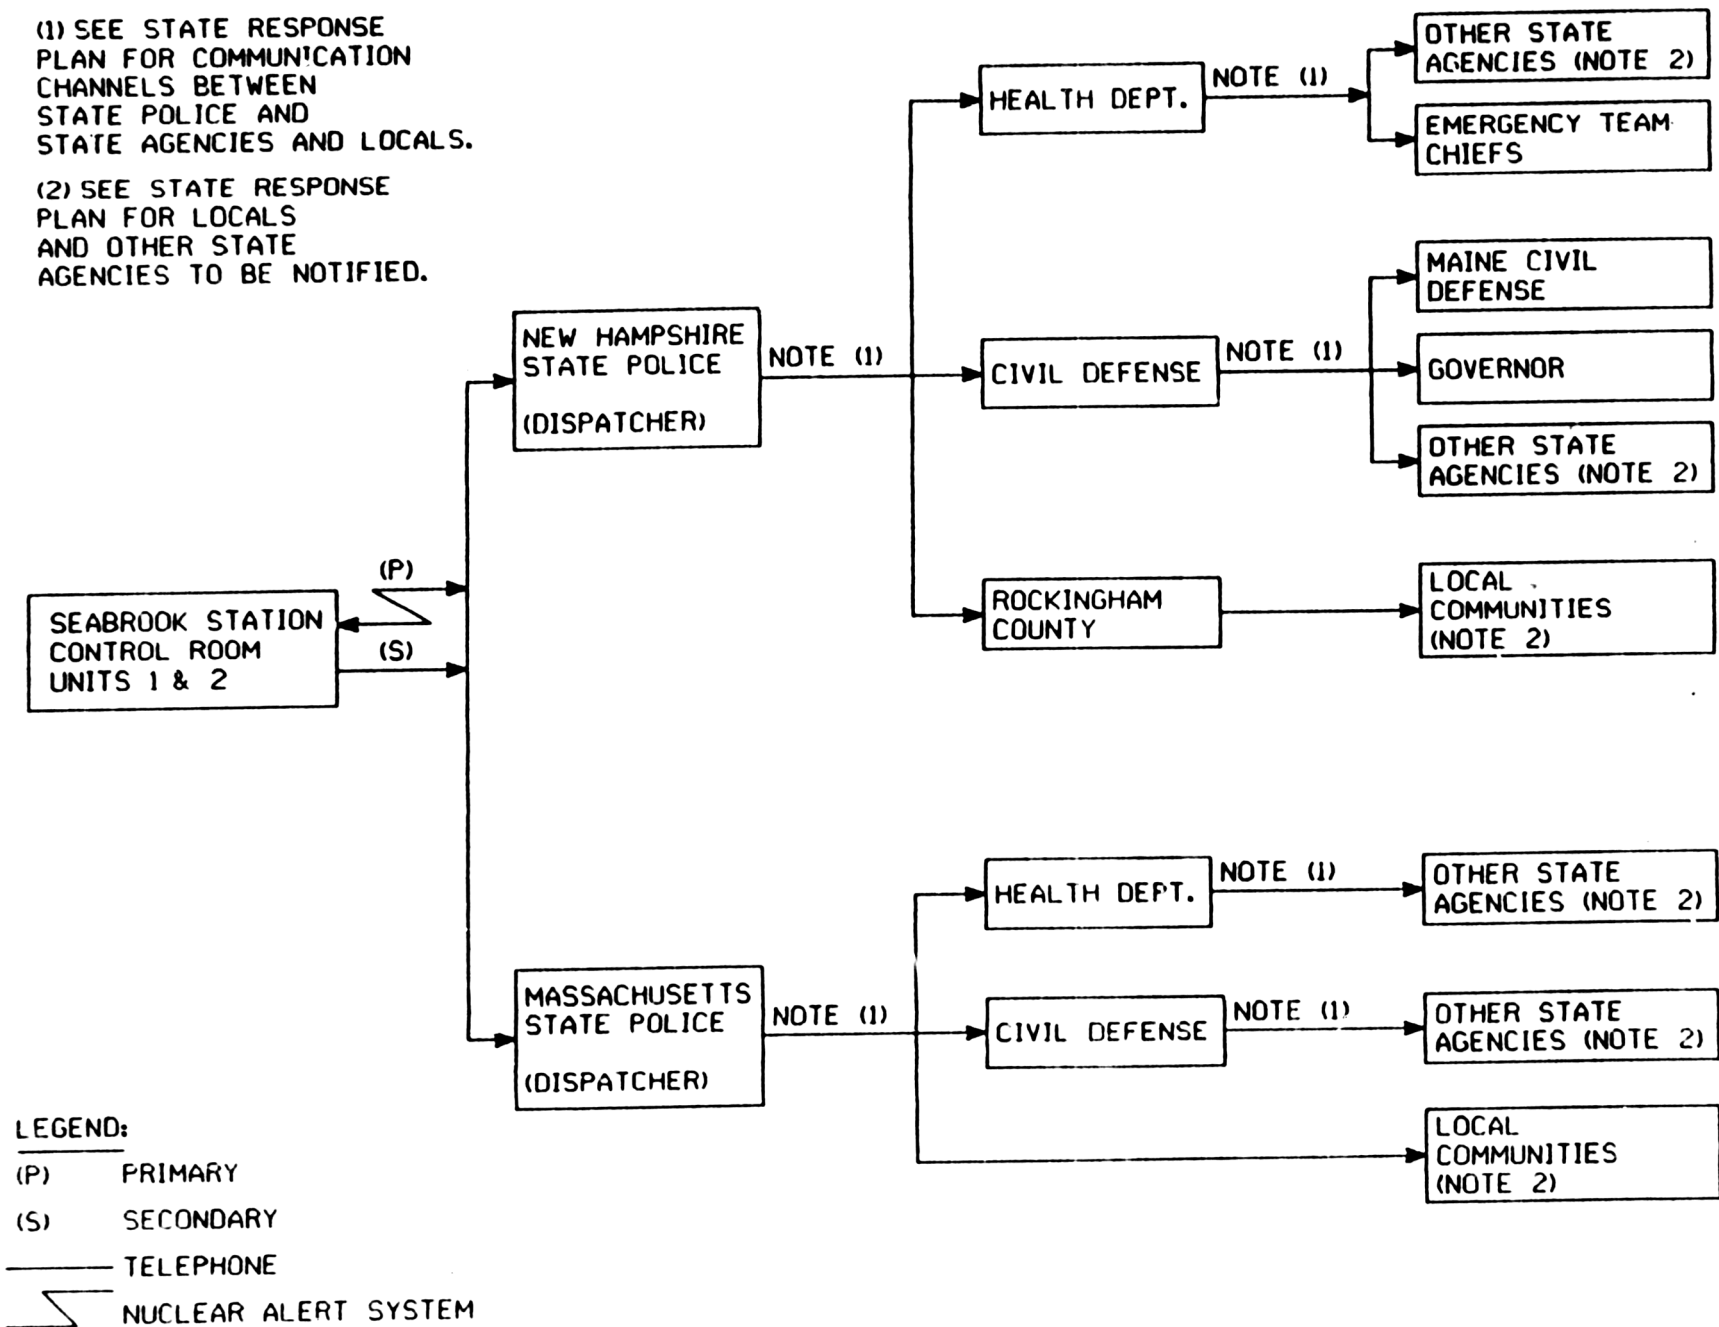 (1) SEE STATE RESPONSE
PLAN FOR COMMUNICATION
CHANNELS BETWEEN
STATE POLICE AND
STATE AGENCIES AND LOCALS.
(2) SEE STATE RESPONSE
PLAN FOR LOCALS
AND OTHER STATE
AGENCIES TO BE NOTIFIED.
SEABROOK STATION
CONTROL ROOM
UNITS 1 & 2
(P)
(S)
NEW HAMPSHIRE
STATE POLICE
(DISPATCHER)
NOTE (1)
HEALTH DEPT.
NOTE (1)
OTHER STATE
AGENCIES (NOTE 2)
EMERGENCY TEAM
CHIEFS
CIVIL DEFENSE
NOTE (1)
MAINE CIVIL
DEFENSE
GOVERNOR
OTHER STATE
AGENCIES (NOTE 2)
ROCKINGHAM
COUNTY
LOCAL
COMMUNITIES
(NOTE 2)
MASSACHUSETTS
STATE POLICE
(DISPATCHER)
NOTE (1)
HEALTH DEPT.
NOTE (1)
OTHER STATE
AGENCIES (NOTE 2)
CIVIL DEFENSE
NOTE (1)
OTHER STATE
AGENCIES (NOTE 2)
LOCAL
COMMUNITIES
(NOTE 2)
LEGEND:
(P) PRIMARY
(S) SECONDARY
TELEPHONE
NUCLEAR ALERT SYSTEM